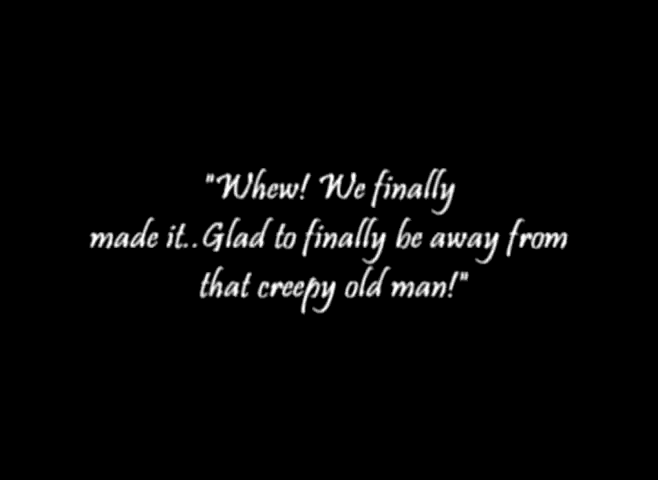 "Whew! We finally
made it..Glad to finally be away from
that creepy old man!"